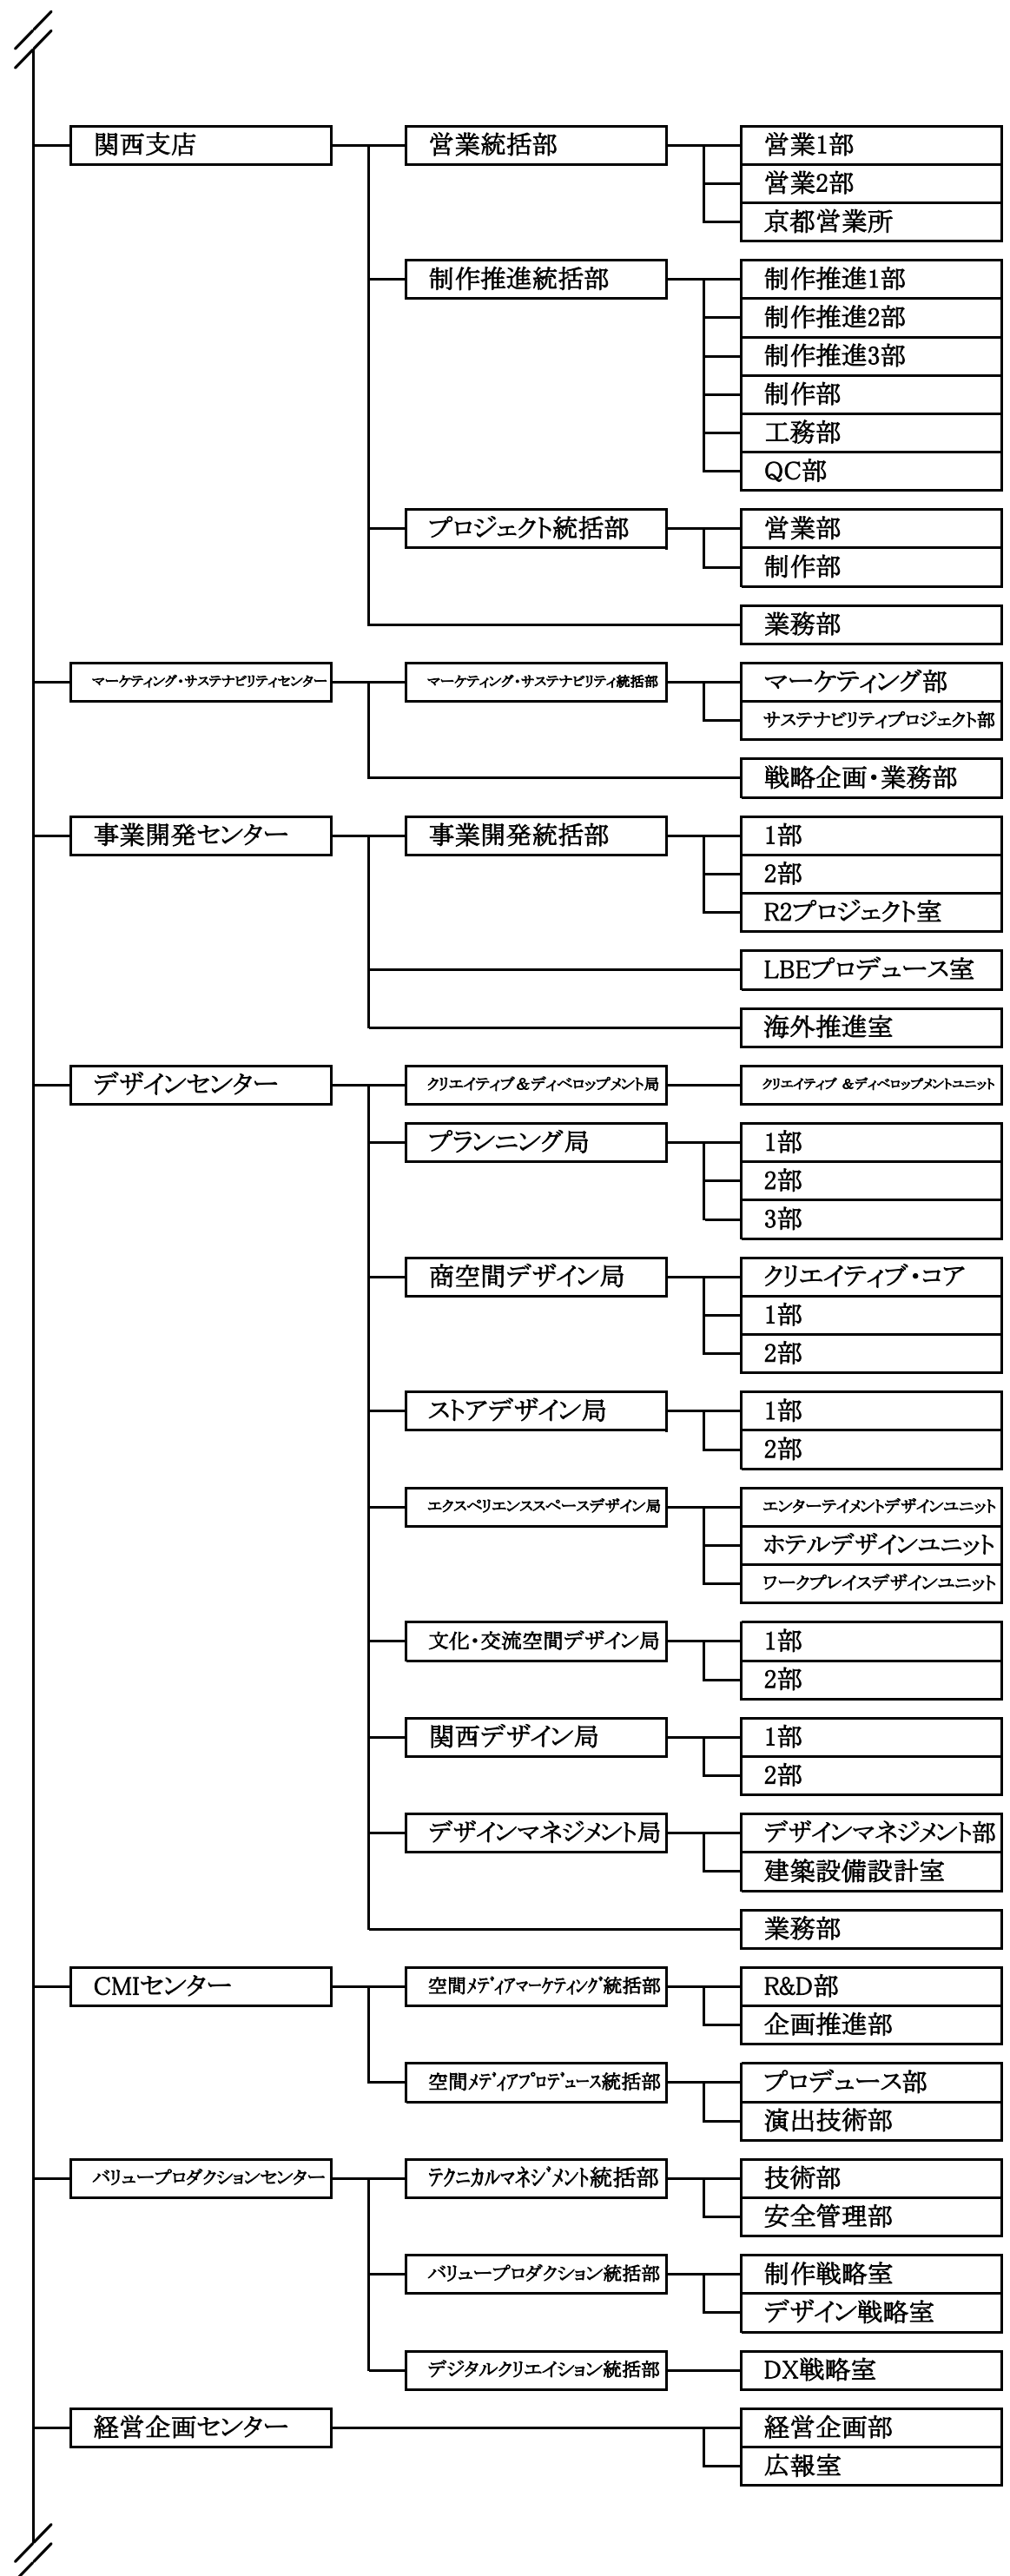 関西支店
営業統括部
営業1部
営業2部
京都営業所
制作推進統括部
制作推進1部
制作推進2部
制作推進3部
制作部
工務部
QC部
プロジェクト統括部
営業部
制作部
業務部
マーケティング・サステナビリティセンター
マーケティング・サステナビリティ統括部
マーケティング部
サステナビリティプロジェクト部
戦略企画・業務部
事業開発センター
事業開発統括部
1部
2部
R2プロジェクト室
LBEプロデュース室
海外推進室
デザインセンター
クリエイティブ&ディベロップメント局
クリエイティブ &ディベロップメントユニット
プランニング局
1部
2部
3部
商空間デザイン局
クリエイティブ・コア
1部
2部
ストアデザイン局
1部
2部
エクスペリエンススペースデザイン局
エンターテイメントデザインユニット
ホテルデザインユニット
ワークプレイスデザインユニット
文化・交流空間デザイン局
1部
2部
関西デザイン局
1部
2部
デザインマネジメント局
デザインマネジメント部
建築設備設計室
業務部
CMIセンター
空間メディアマーケティング統括部
R&D部
企画推進部
空間メディアプロデュース統括部
プロデュース部
演出技術部
バリュープロダクションセンター
テクニカルマネジメント統括部
技術部
安全管理部
バリュープロダクション統括部
制作戦略室
デザイン戦略室
デジタルクリエイション統括部
DX戦略室
経営企画センター
経営企画部
広報室